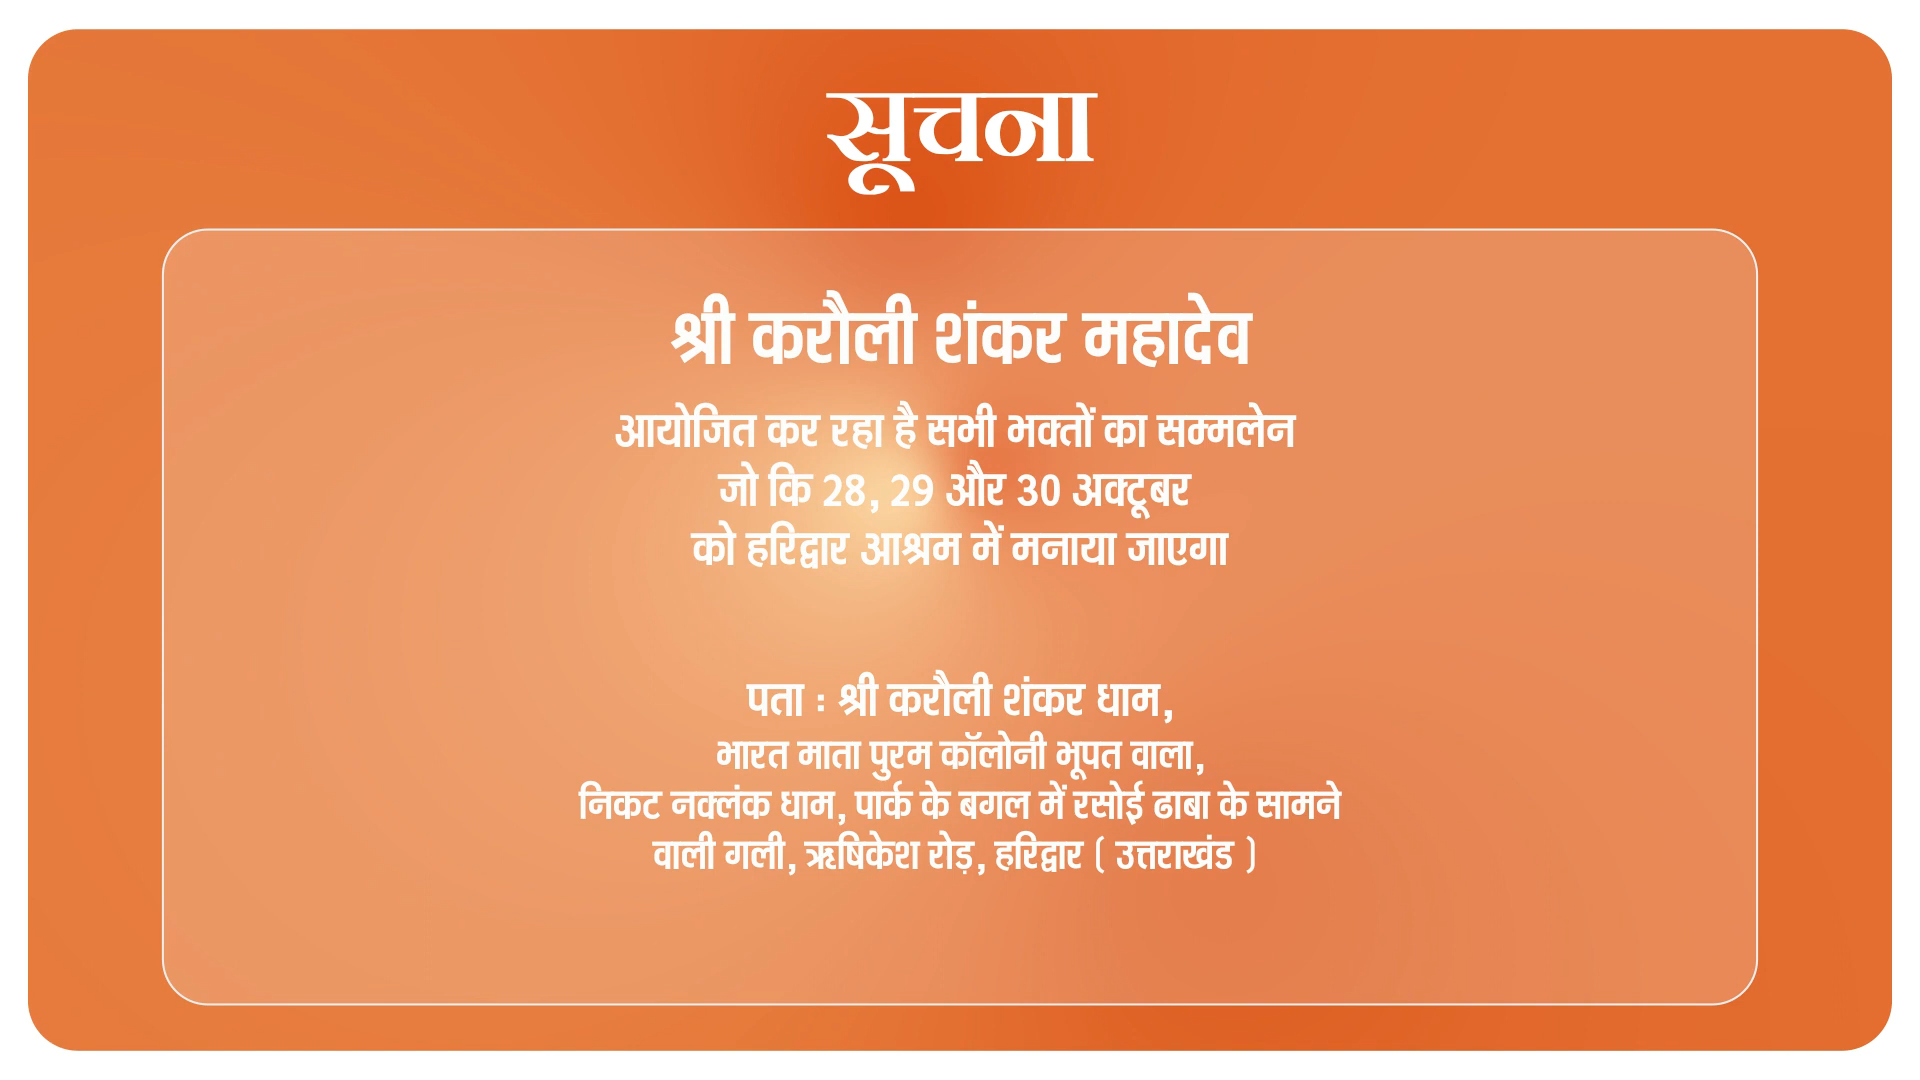 सूचना
श्री करौली शंकर महादेव
आयोजित कर रहा है सभी भक्तों का सम्मलेन
जो कि 28, 29 और 30 अक्टूबर
को हरिद्वार आश्रम में मनाया जाएगा
पता : श्री करौली शंकर धाम,
भारत माता पुरम कॉलोनी भूपत वाला,
निकट नक्लंक धाम, पार्क के बगल में रसोई ढाबा के सामने
वाली गली, ऋषिकेश रोड़, हरिद्वार ( उत्तराखंड )